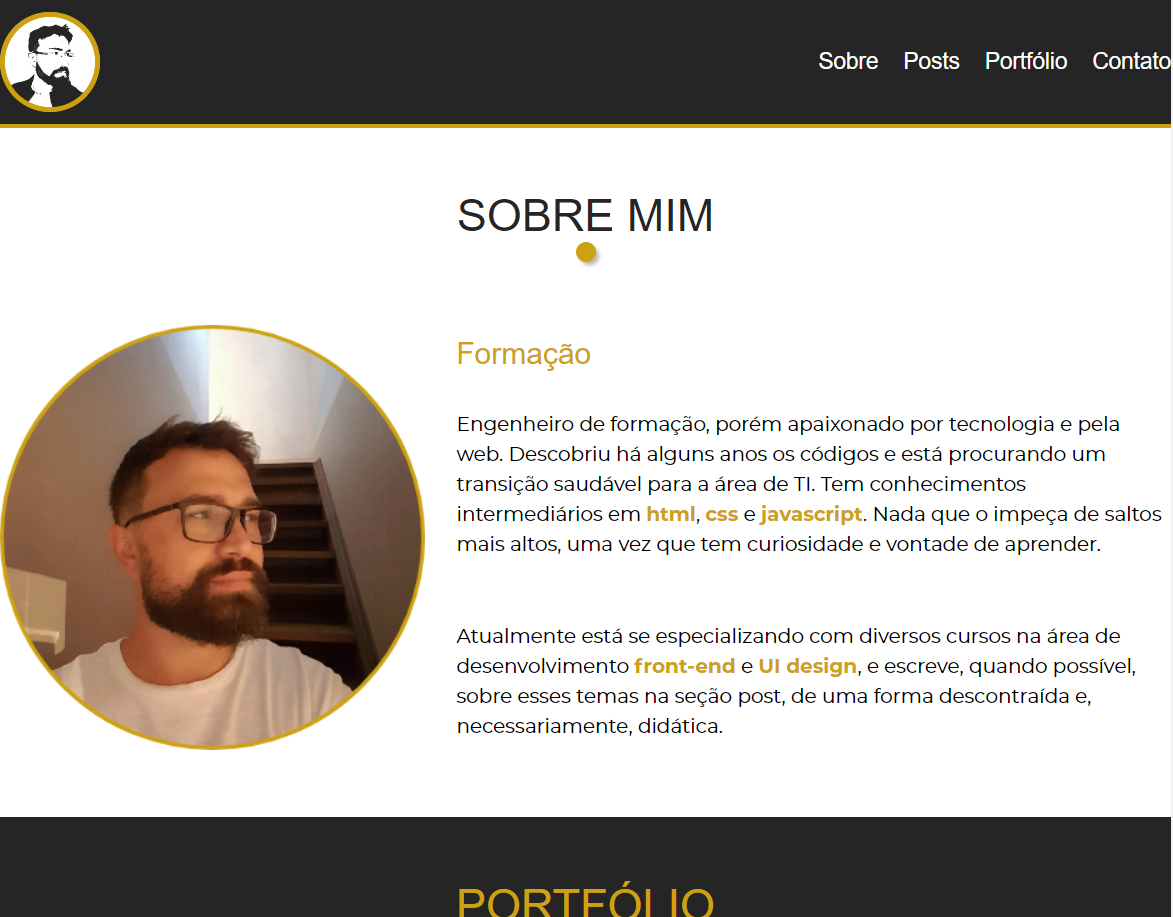 Sobre Posts Portfólio Contato
SOBRE MIM
Formação
Engenheiro de formação, porém apaixonado por tecnologia e pela
web. Descobriu há alguns anos os códigos e está procurando um
transição saudável para a área de TI. Tem conhecimentos
intermediários em html, css e javascript. Nada que o impeça de saltos
mais altos, uma vez que tem curiosidade e vontade de aprender.
Atualmente está se especializando com diversos cursos na área de
desenvolvimento front-end e UI design, e escreve, quando possível,
sobre esses temas na seção post, de uma forma descontraída e,
necessariamente, didática.
PORTFÓLIO